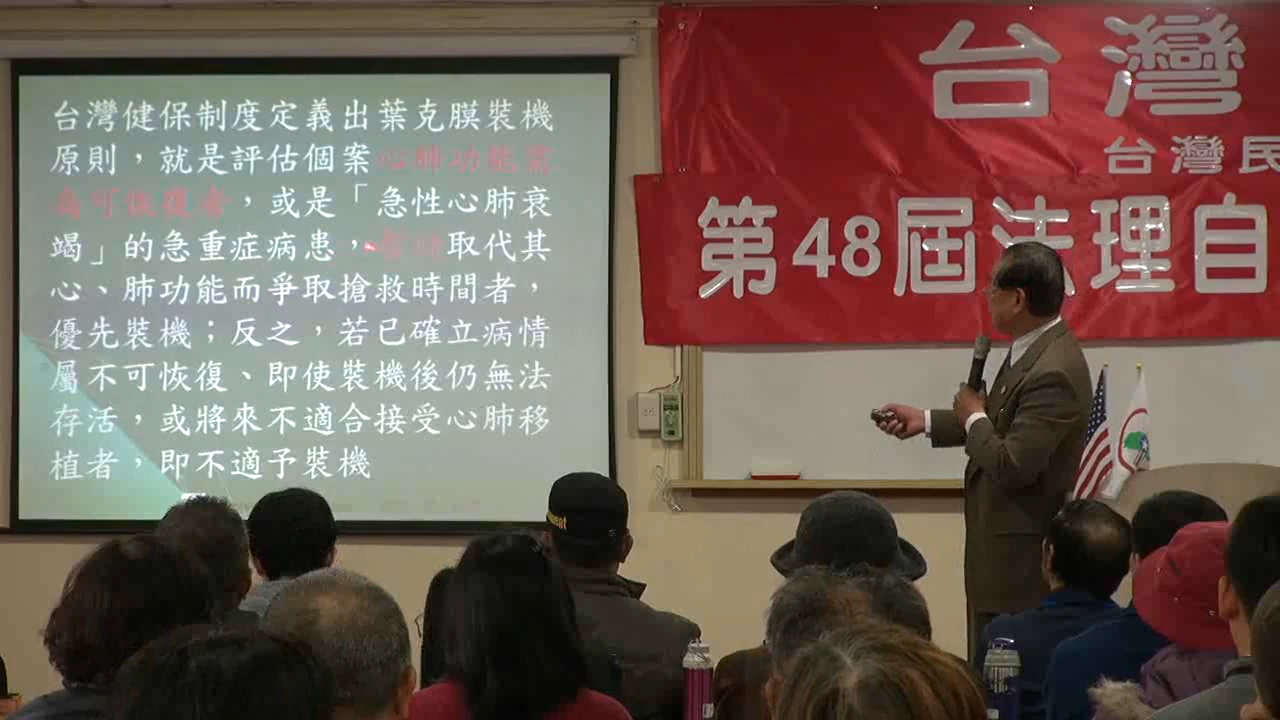 台灣健保制度定義出葉克膜裝機
原則，就是評估個案心肺功能需
為可恢復者，或是「急性心肺衰
竭」的急重症病患，暫時取代其
心、肺功能而爭取搶救時間者，
優先裝機；反之，若已確立病情
屬不可恢復、即使裝機後仍無法
存活，或將來不適合接受心肺移
植者，即不適予裝機
台灣
台灣民
第48屆法理自